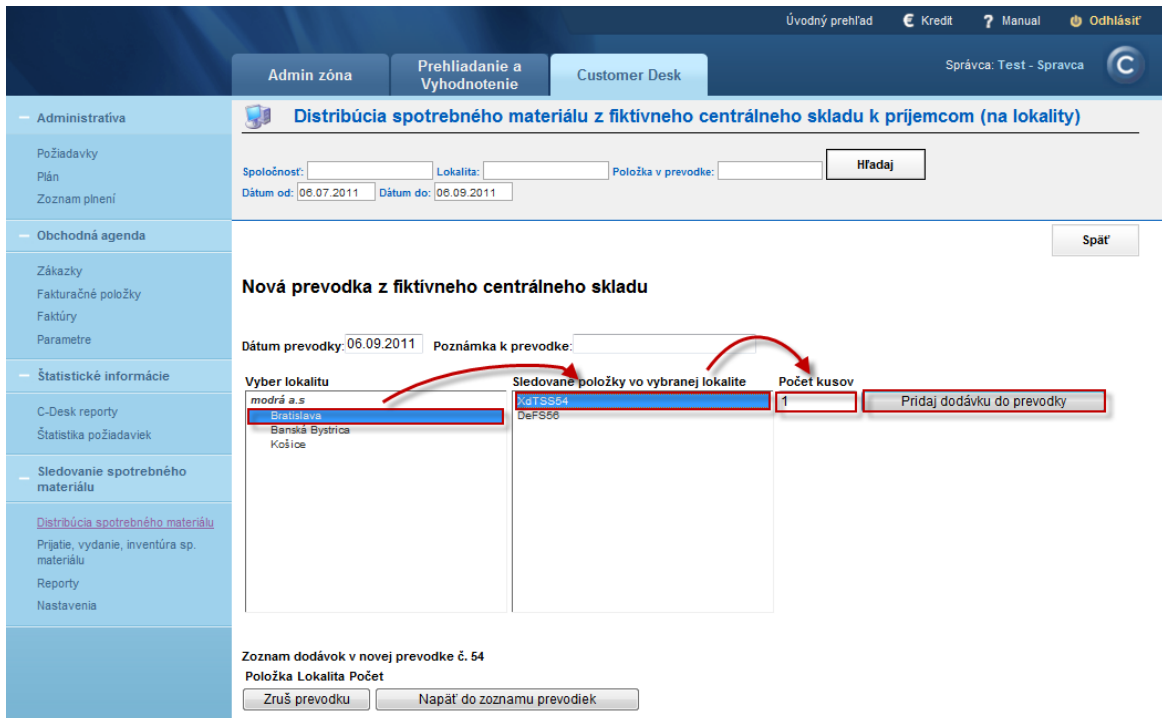 Úvodný prehľad € Kredit ? Manual Odhlásiť
Admin zóna
Prehliadanie a
Vyhodnotenie
Customer Desk
Správca: Test - Spravca
C
Administratíva
Požiadavky
Plán
Zoznam plnení
Obchodná agenda
Zákazky
Fakturačné položky
Faktúry
Parametre
Štatistické informácie
C-Desk reporty
Štatistika požiadaviek
Sledovanie spotrebného
materiálu
Distribúcia spotrebného materiálu
Prijatie, vydanie, inventúra sp.
materiálu
Reporty
Nastavenia
Distribúcia spotrebného materiálu z fiktívneho centrálneho skladu k príjemcom (na lokality)
Spoločnosť: Lokalita: Položka v prevodke: Hľadaj
Dátum od: 06.07.2011 Dátum do: 06.09.2011
Späť
Nová prevodka z fiktívneho centrálneho skladu
Dátum prevodky: 06.09.2011 Poznámka k prevodke:
Vyber lokalitu Sledované položky vo vybranej lokalite Počet kusov
modrá a.s XdTSS54 1 Pridaj dodávku do prevodky
Bratislava DeFS56
Banská Bystrica
Košice
Zoznam dodávok v novej prevodke č. 54
Položka Lokalita Počet
Zruš prevodku Napäť do zoznamu prevodiek